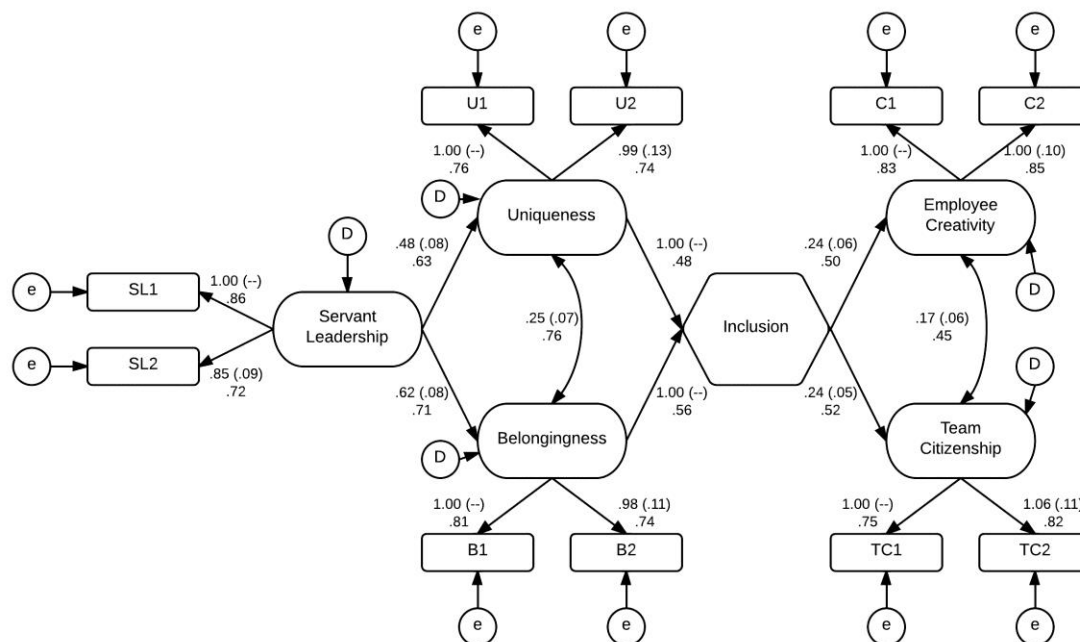 e
e
e
e
U1
U2
C1
C2
1.00 (--)
.76
.99 (.13)
.74
1.00 (--)
.83
1.00 (.10)
.85
D
Uniqueness
Employee
Creativity
D
.48 (.08)
.63
1.00 (--)
.48
.24 (.06)
.50
D
e
SL1
1.00 (--)
.86
Servant
Leadership
.25 (.07)
.76
Inclusion
.17 (.06)
.45
e
SL2
.85 (.09)
.72
D
.62 (.08)
.71
1.00 (--)
.56
.24 (.05)
.52
D
Belongingness
Team
Citizenship
1.00 (--)
.81
.98 (.11)
.74
1.00 (--)
.75
1.06 (.11)
.82
B1
B2
TC1
TC2
e
e
e
e